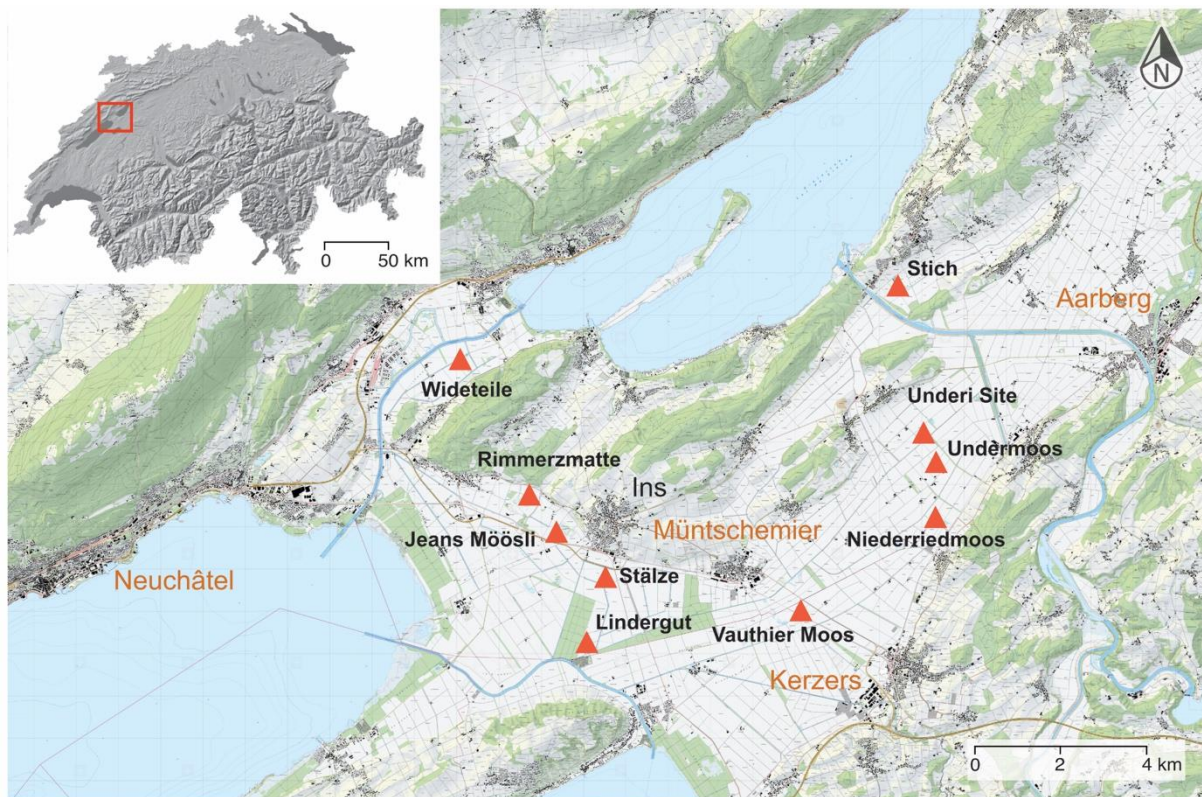 N
0 50 km
Stich
Aarberg
Wideteile
Underi Site
Undermoos
Rimmerzmatte
Ins
Müntschemier
Jeans Möösli
Niederriedmoos
Neuchâtel
Stälze
Lindergut
Vauthier Moos
Kerzers
0 2 4 km